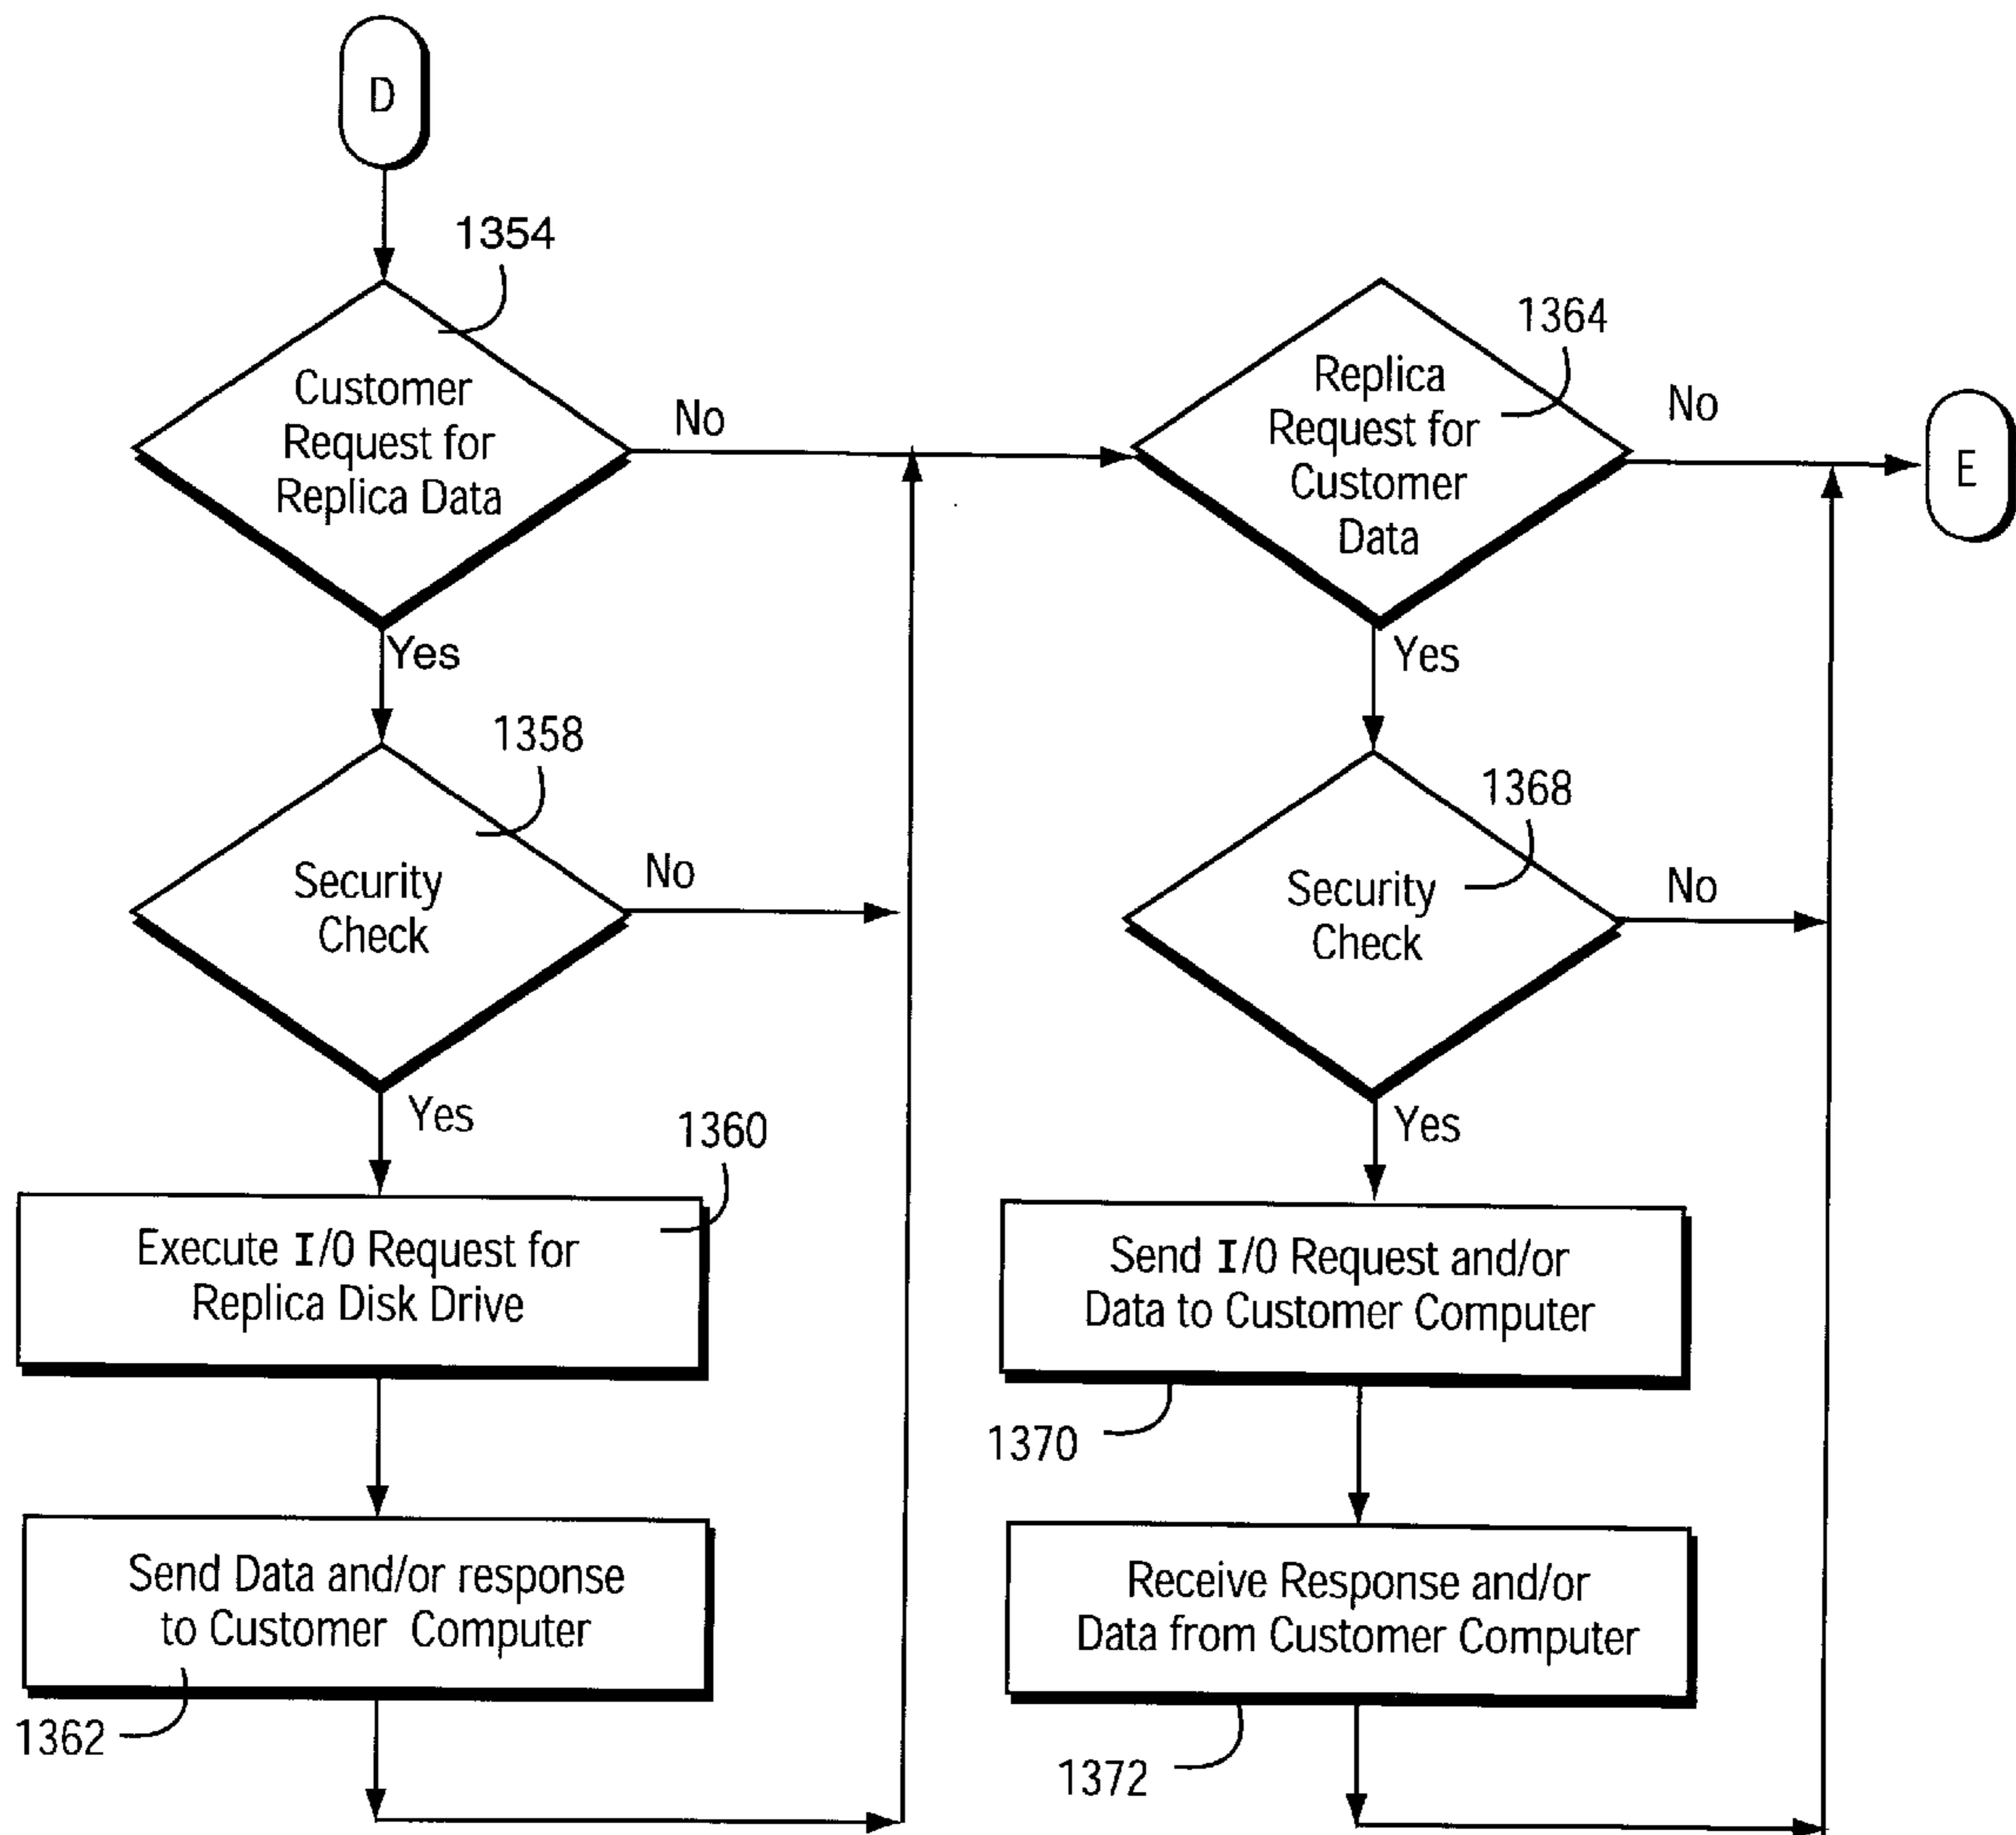 D
1354
Customer
Request for
Replica Data
No
Yes
1358
Security
Check
No
Yes
1360
Execute I/O Request for
Replica Disk Drive
Send Data and/or response
to Customer Computer
1362
1364
Replica
Request for
Customer
Data
No
E
Yes
1368
Security
Check
No
Yes
Send I/O Request and/or
Data to Customer Computer
1370
Receive Response and/or
Data from Customer Computer
1372